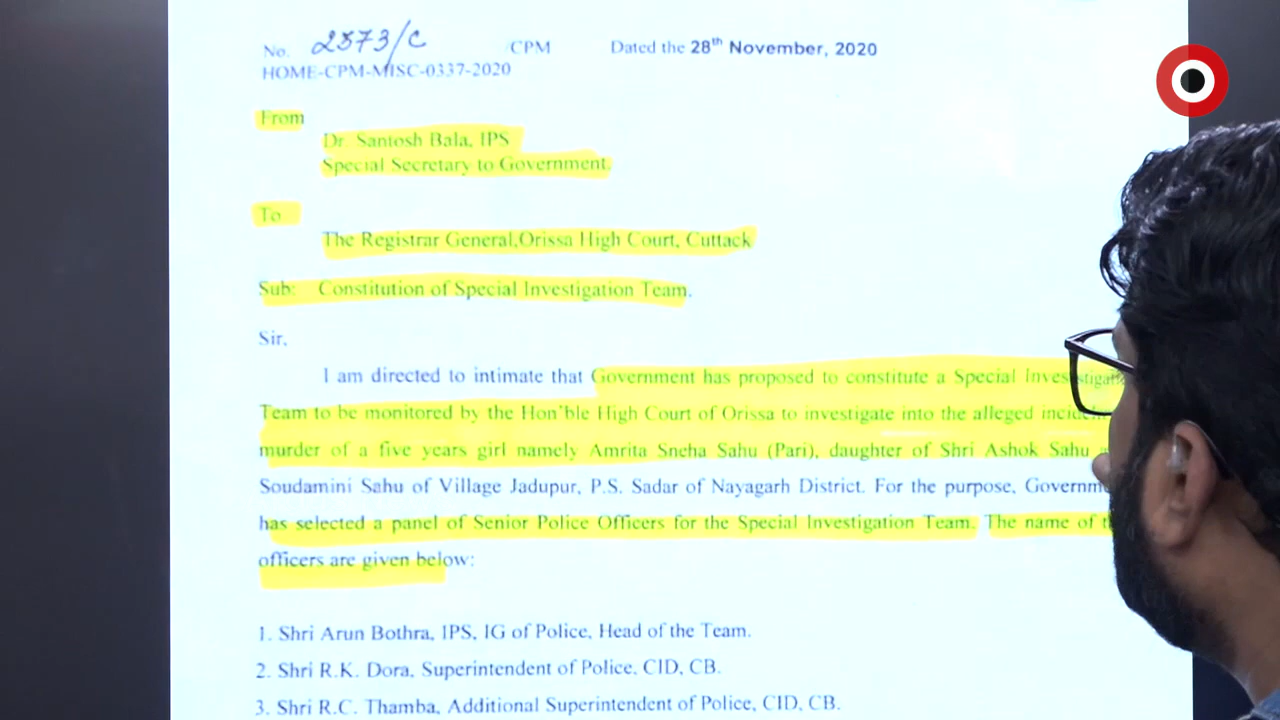 No. 2573/C /CPM Dated the 28th November, 2020
HOME-CPM-MISC-0337-2020
From
Dr. Santosh Bala, IPS
Special Secretary to Government.
To
The Registrar General,Orissa High Court, Cuttack
Sub: Constitution of Special Investigation Team.
Sir,
I am directed to intimate that Government has proposed to constitute a Special
Team to be monitored by the Hon'ble High Court of Orissa to investigate into the alleged
murder of a five years girl namely Amrita Sneha Sahu (Pari), daughter of Shri Ashok Sahu
Soudamini Sahu of Village Jadupur, P.S. Sadar of Nayagarh District. For the purpose, Governme
has selected a panel of Senior Police Officers for the Special Investigation Team. The name of
officers are given below:
1. Shri Arun Bothra, IPS, IG of Police, Head of the Team.
2. Shri R.K. Dora, Superintendent of Police, CID, CB.
3. Shri R.C. Thamba, Additional Superintendent of Police, CID, CB.